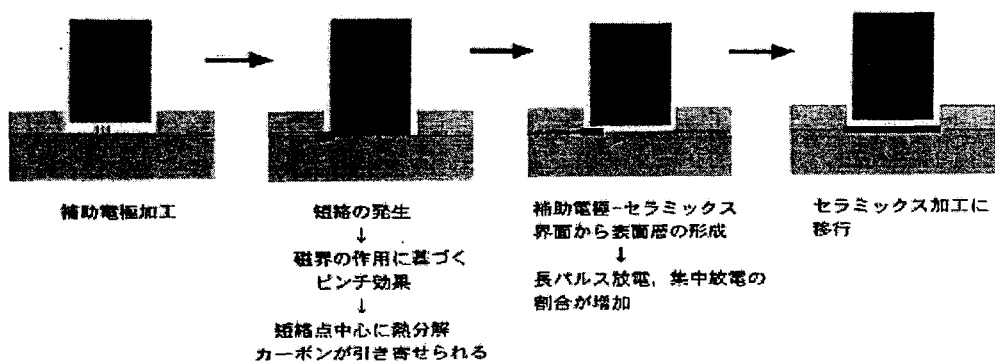 補助電極加工
短絡の発生
↓
磁界の作用に基づく
ピンチ効果
↓
短絡点中心に熱分解
カーボンが引き寄せられる
補助電極-セラミックス
界面から表面層の形成
↓
長パルス放電，集中放電の
割合が増加
セラミックス加工に
移行